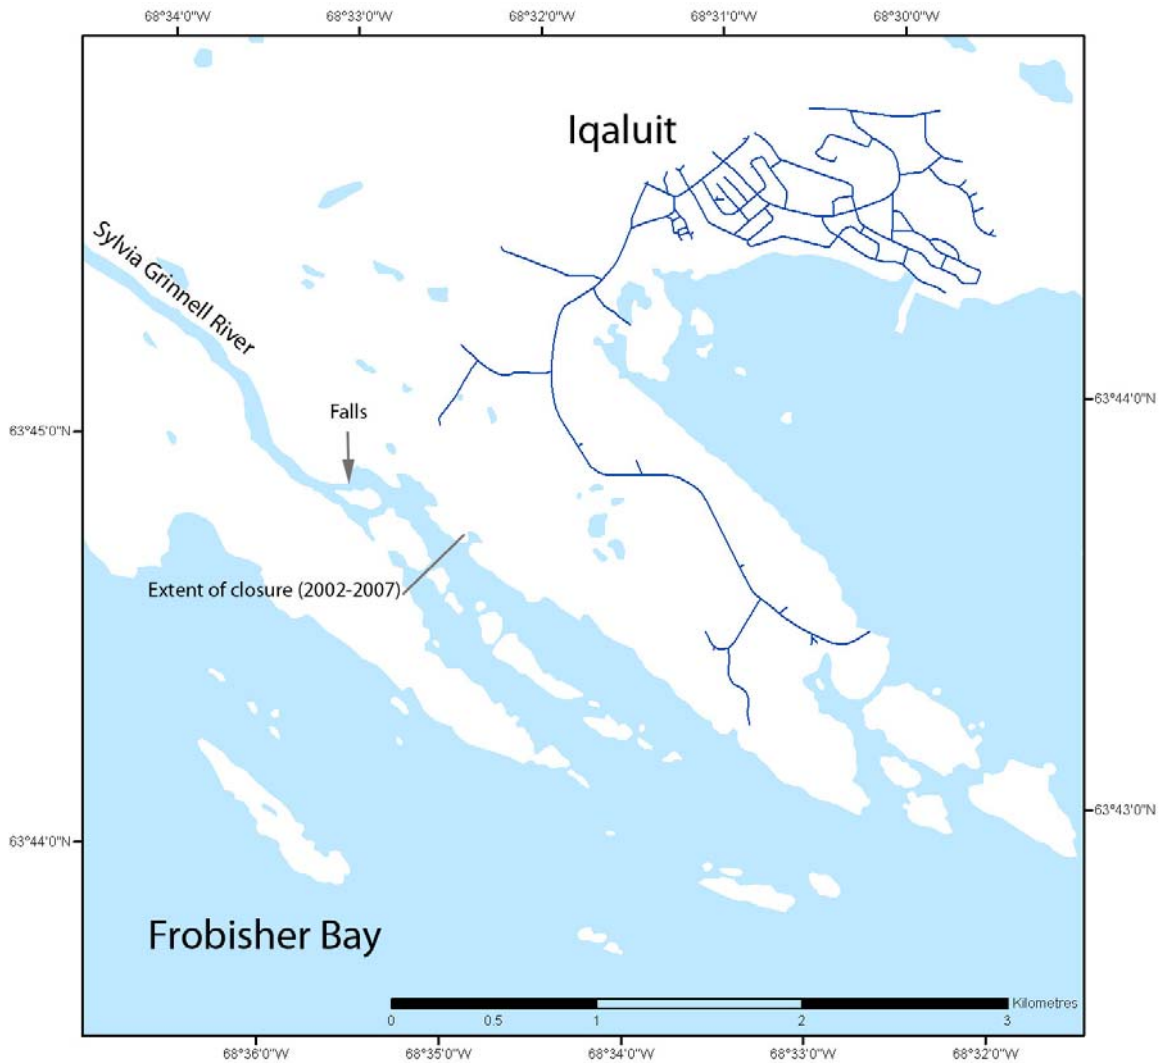 68°34'0"W
68°33'0"W
68°32'0"W
68°31'0"W
68°30'0"W
Iqaluit
Sylvia Grinnell River
63°44'0"N
Falls
63°45'0"N
Extent of closure (2002-2007)
63°43'0"N
63°44'0"N
Frobisher Bay
Kilometres
0
0.5
1
2
3
68°36'0"W
68°35'0"W
68°34'0"W
68°33'0"W
68°32'0"W